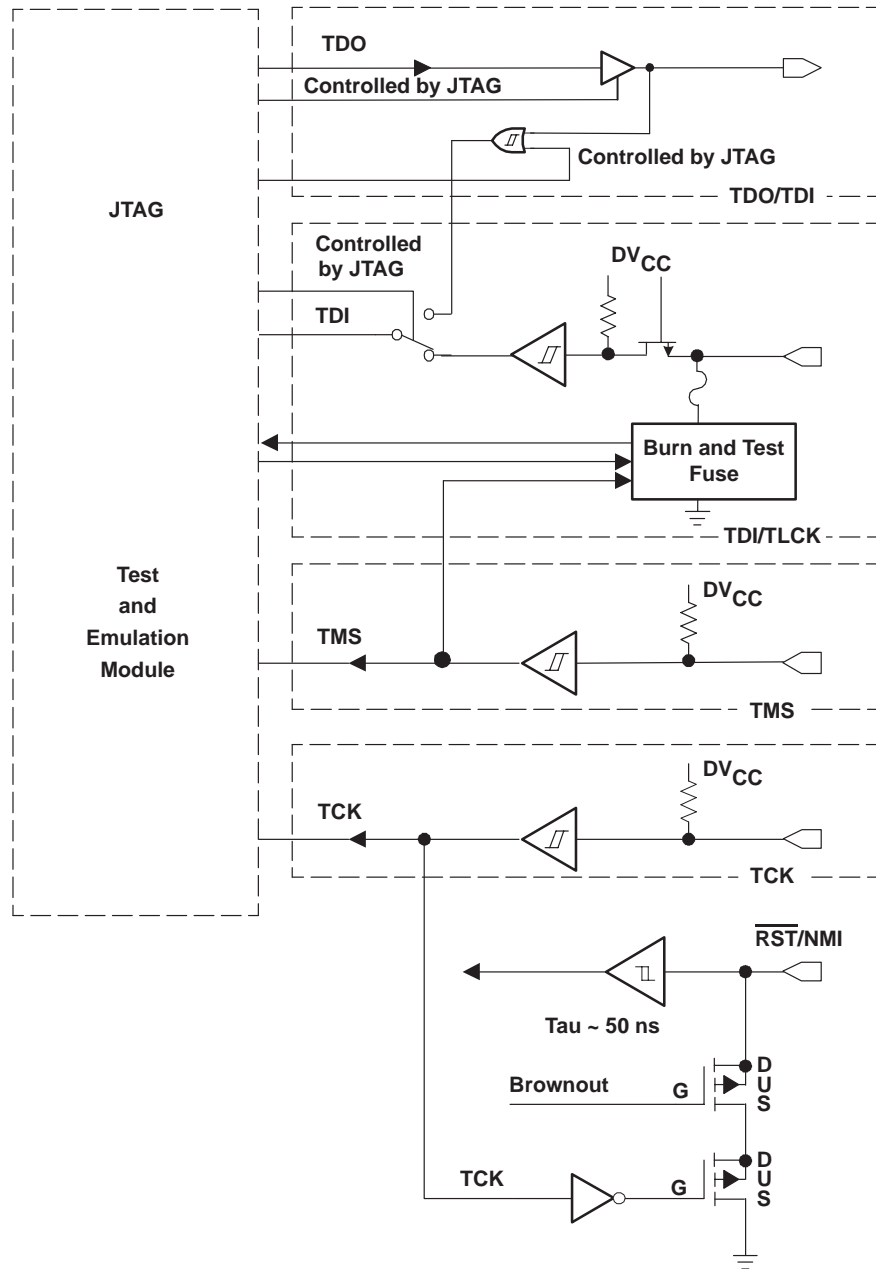 TDO
Controlled by JTAG
Controlled by JTAG
TDO/TDI
JTAG
Controlled
by JTAG
TDI
DVCC
Burn and Test
Fuse
TDI/TLCK
Test
and
Emulation
Module
TMS
DVCC
TMS
TCK
DVCC
TCK
RST/NMI
Tau ~ 50 ns
Brownout
G
D
U
S
TCK
G
D
U
S